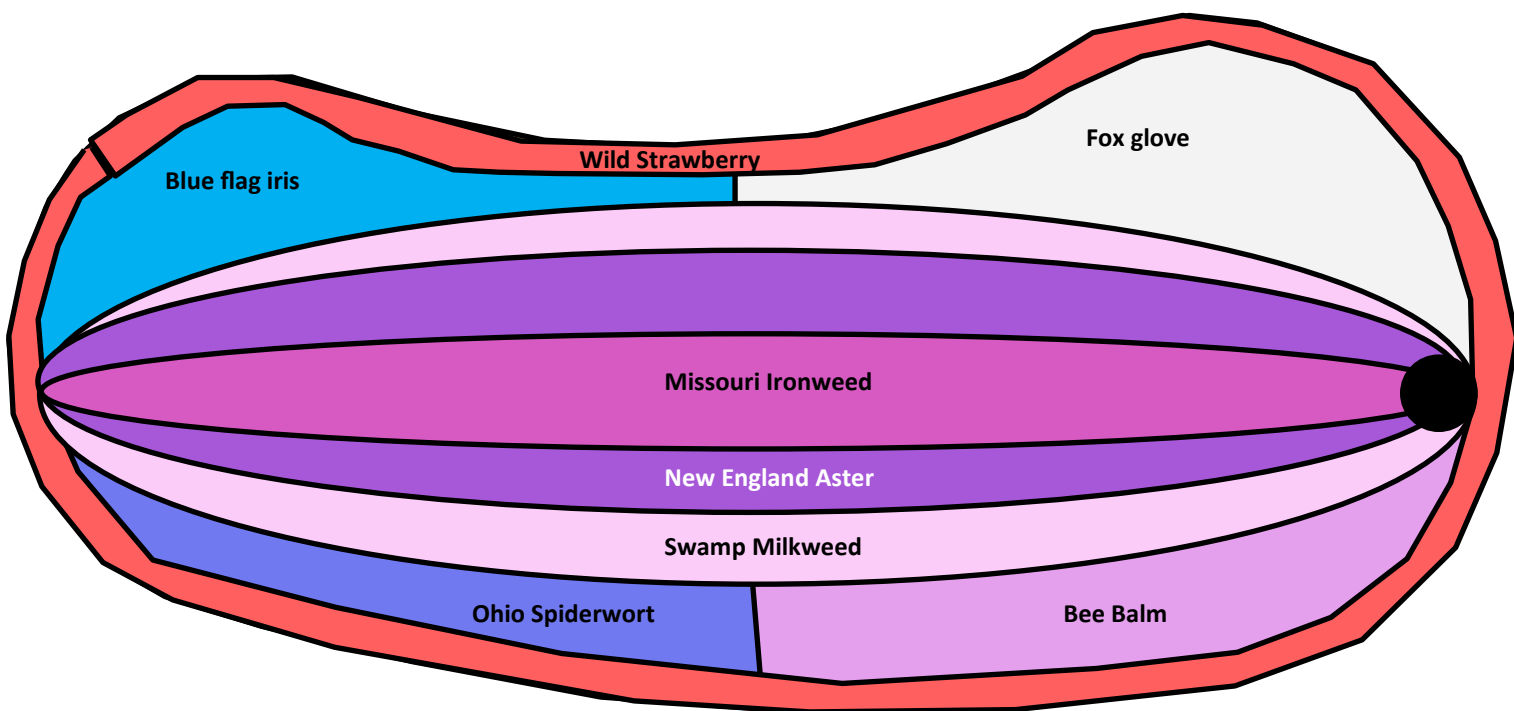 Fox glove
Wild Strawberry
Blue flag iris
Missouri Ironweed
New England Aster
Swamp Milkweed
Ohio Spiderwort
Bee Balm